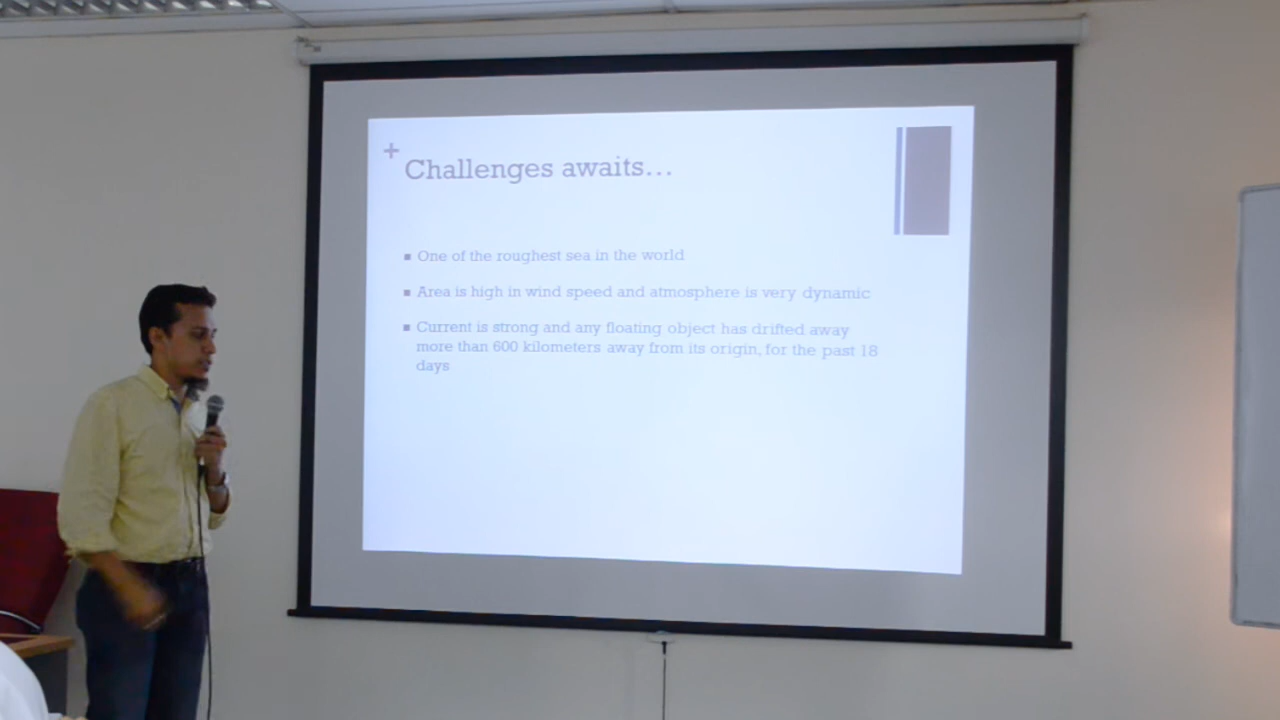 +
Challenges awaits...
▪ One of the roughest sea in the world
▪ Area is high in wind speed and atmosphere is very dynamic
▪ Current is strong and any floating object has drifted away
more than 600 kilometers away from its origin, for the past 18
days